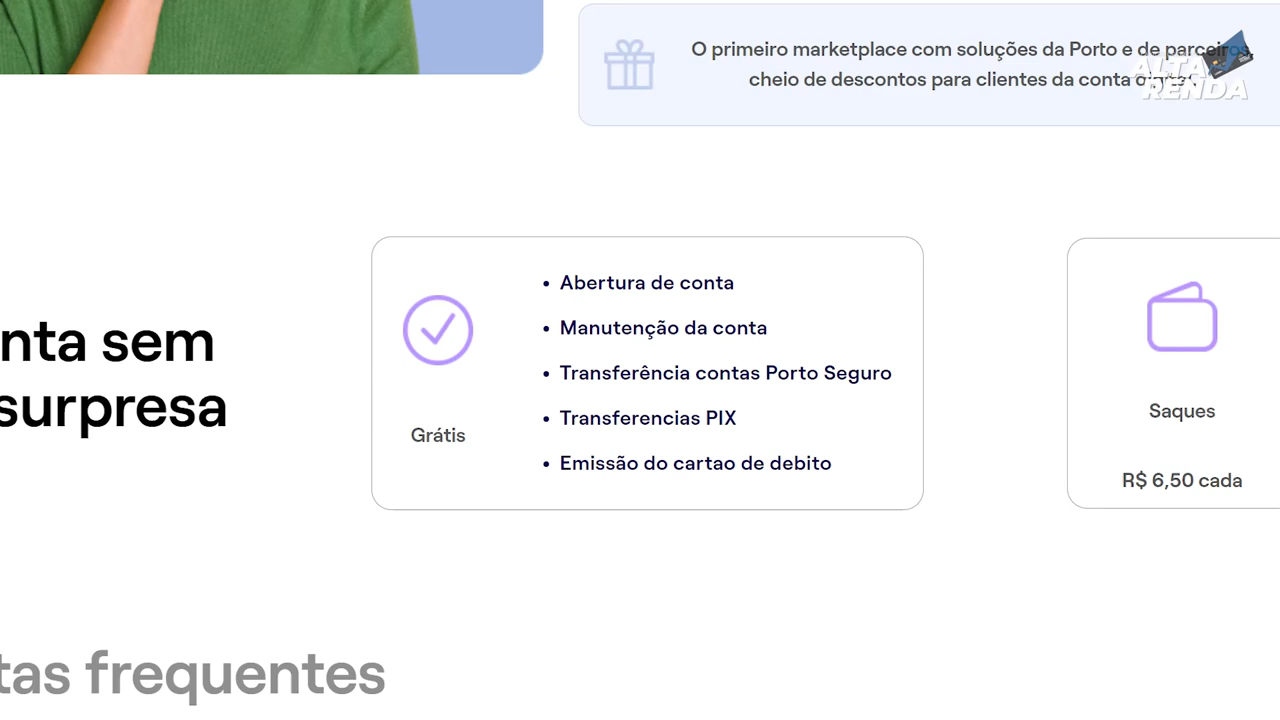 O primeiro marketplace com soluções da Porto e de parceiros,
cheio de descontos para clientes da conta
ALTA
RENDA
nta sem
surpresa
Grátis
• Abertura de conta
• Manutenção da conta
• Transferência contas Porto Seguro
• Transferencias PIX
• Emissão do cartao de debito
Saques
R$ 6,50 cada
tas frequentes